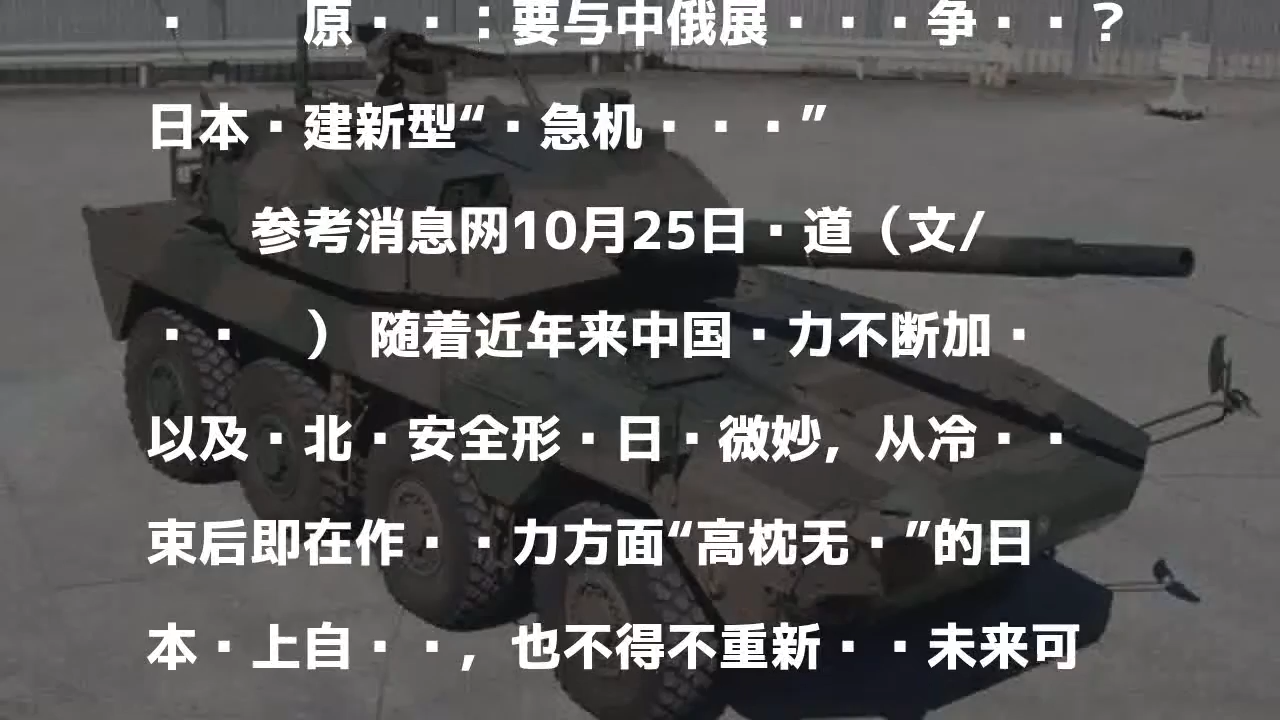 · 原··：要与中俄展···争··？
日本·建新型“·急机···”
参考消息网10月25日·道（文/
·· ） 随着近年来中国·力不断加·
以及·北·安全形·日·微妙，从冷··
束后即在作··力方面“高枕无·”的日
本·上自··，也不得不重新··未来可